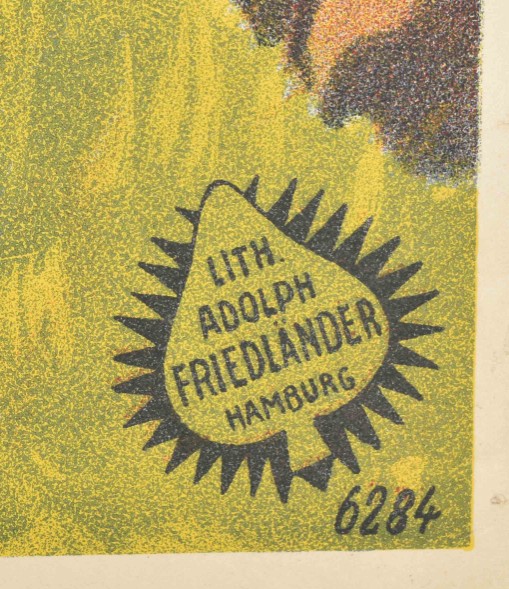 LITH.
ADOLPH
FRIEDLÄNDER
HAMBURG
6284